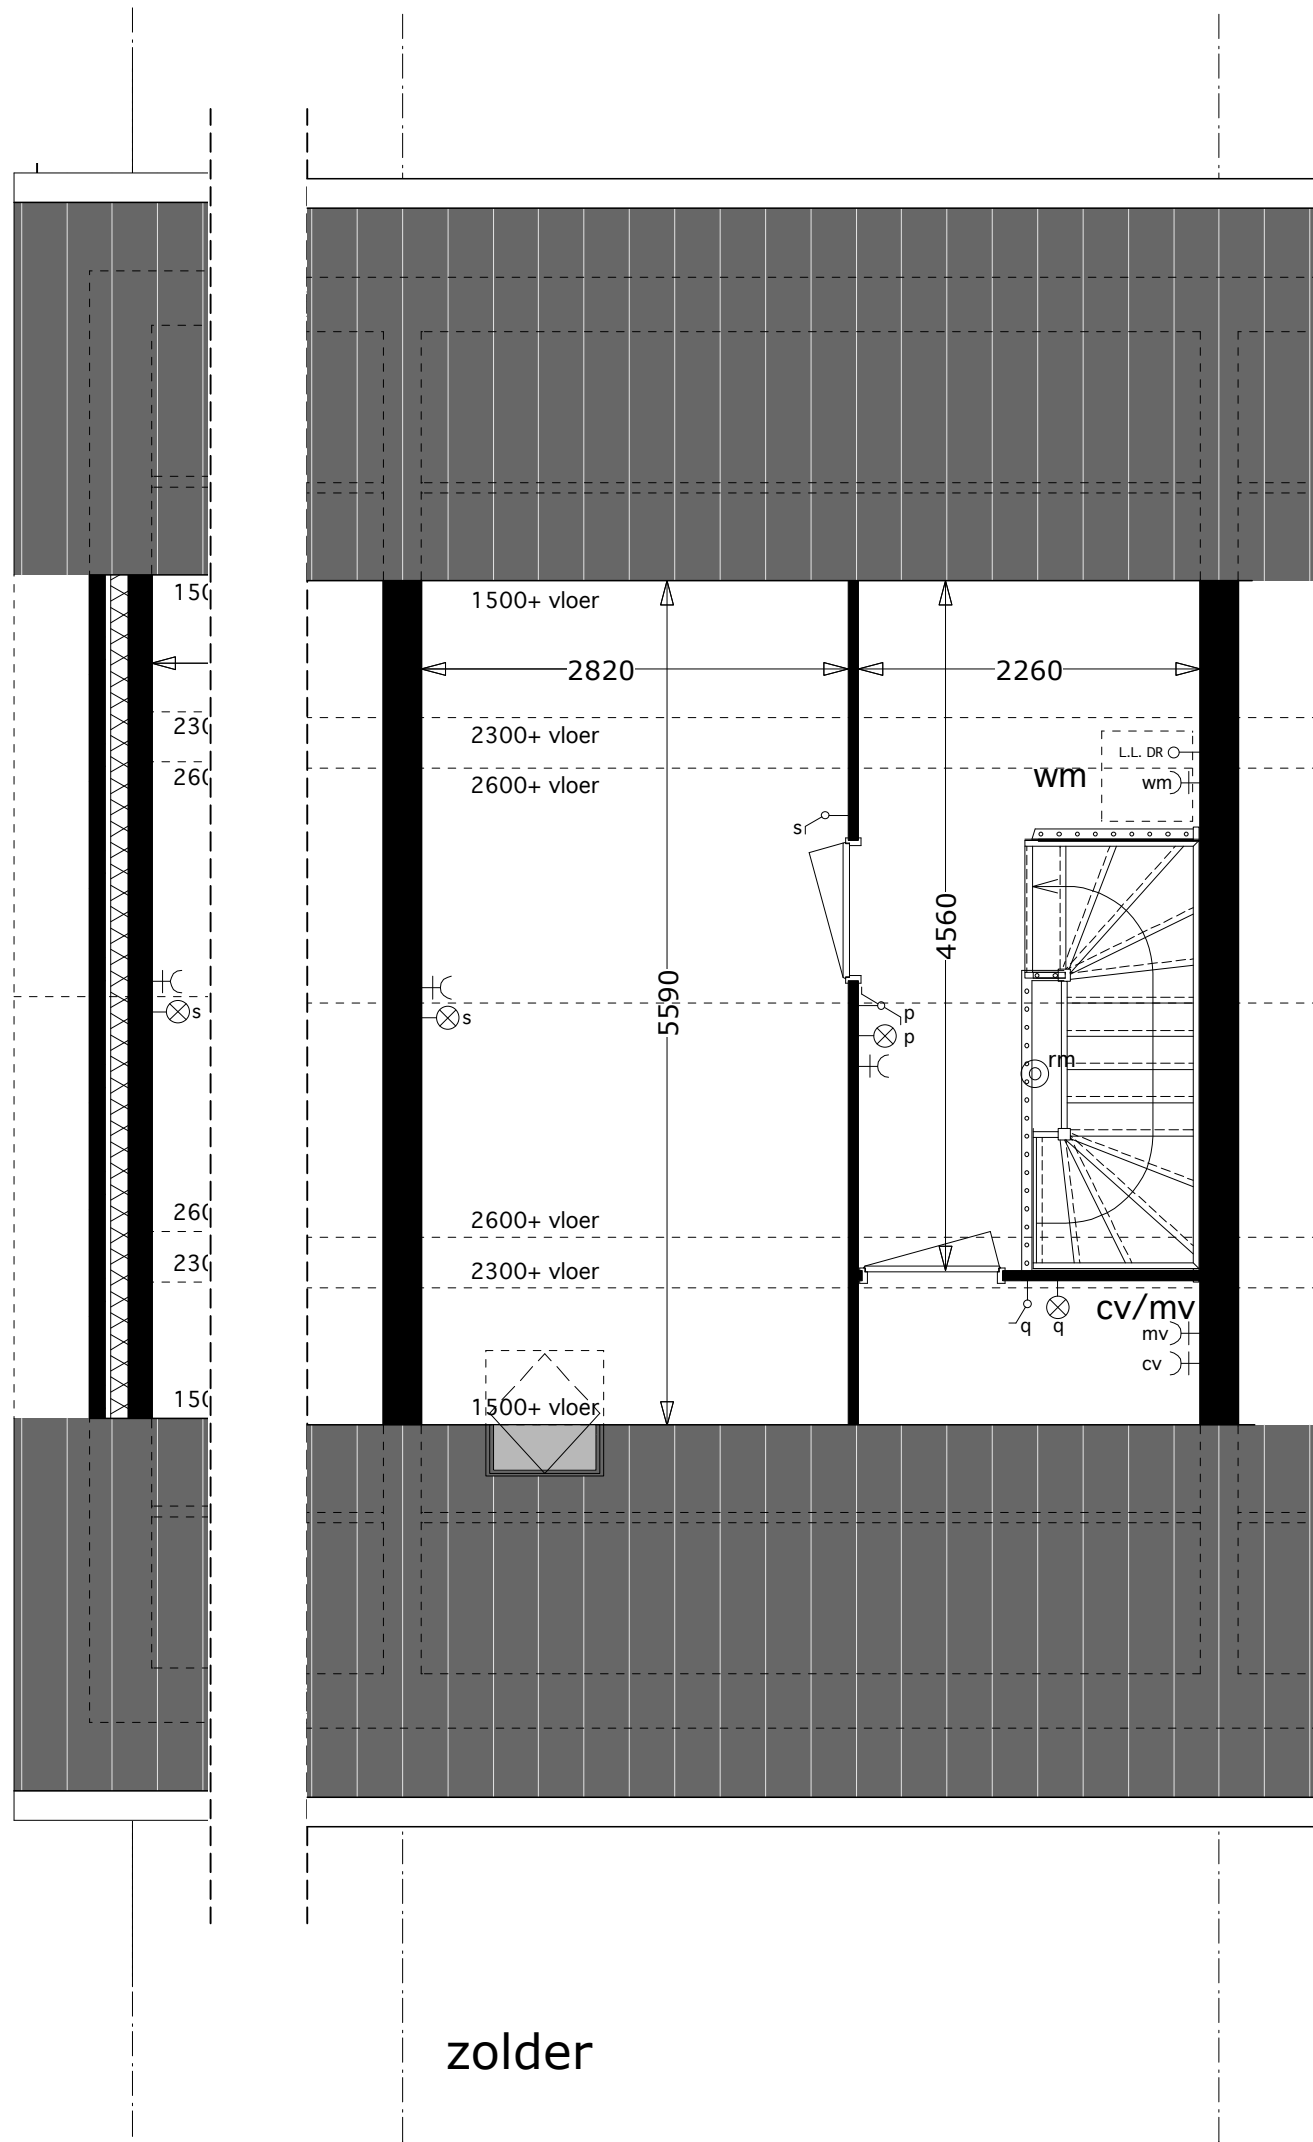 150
1500+ vloer
2820
2260
230
2300+ vloer
260
2600+ vloer
L.L. DR
wm
wm
s
4560
5590
s
s
p
p
rm
260
2600+ vloer
230
2300+ vloer
cv/mv
q
q
mv
cv
150
1500+ vloer
zolder